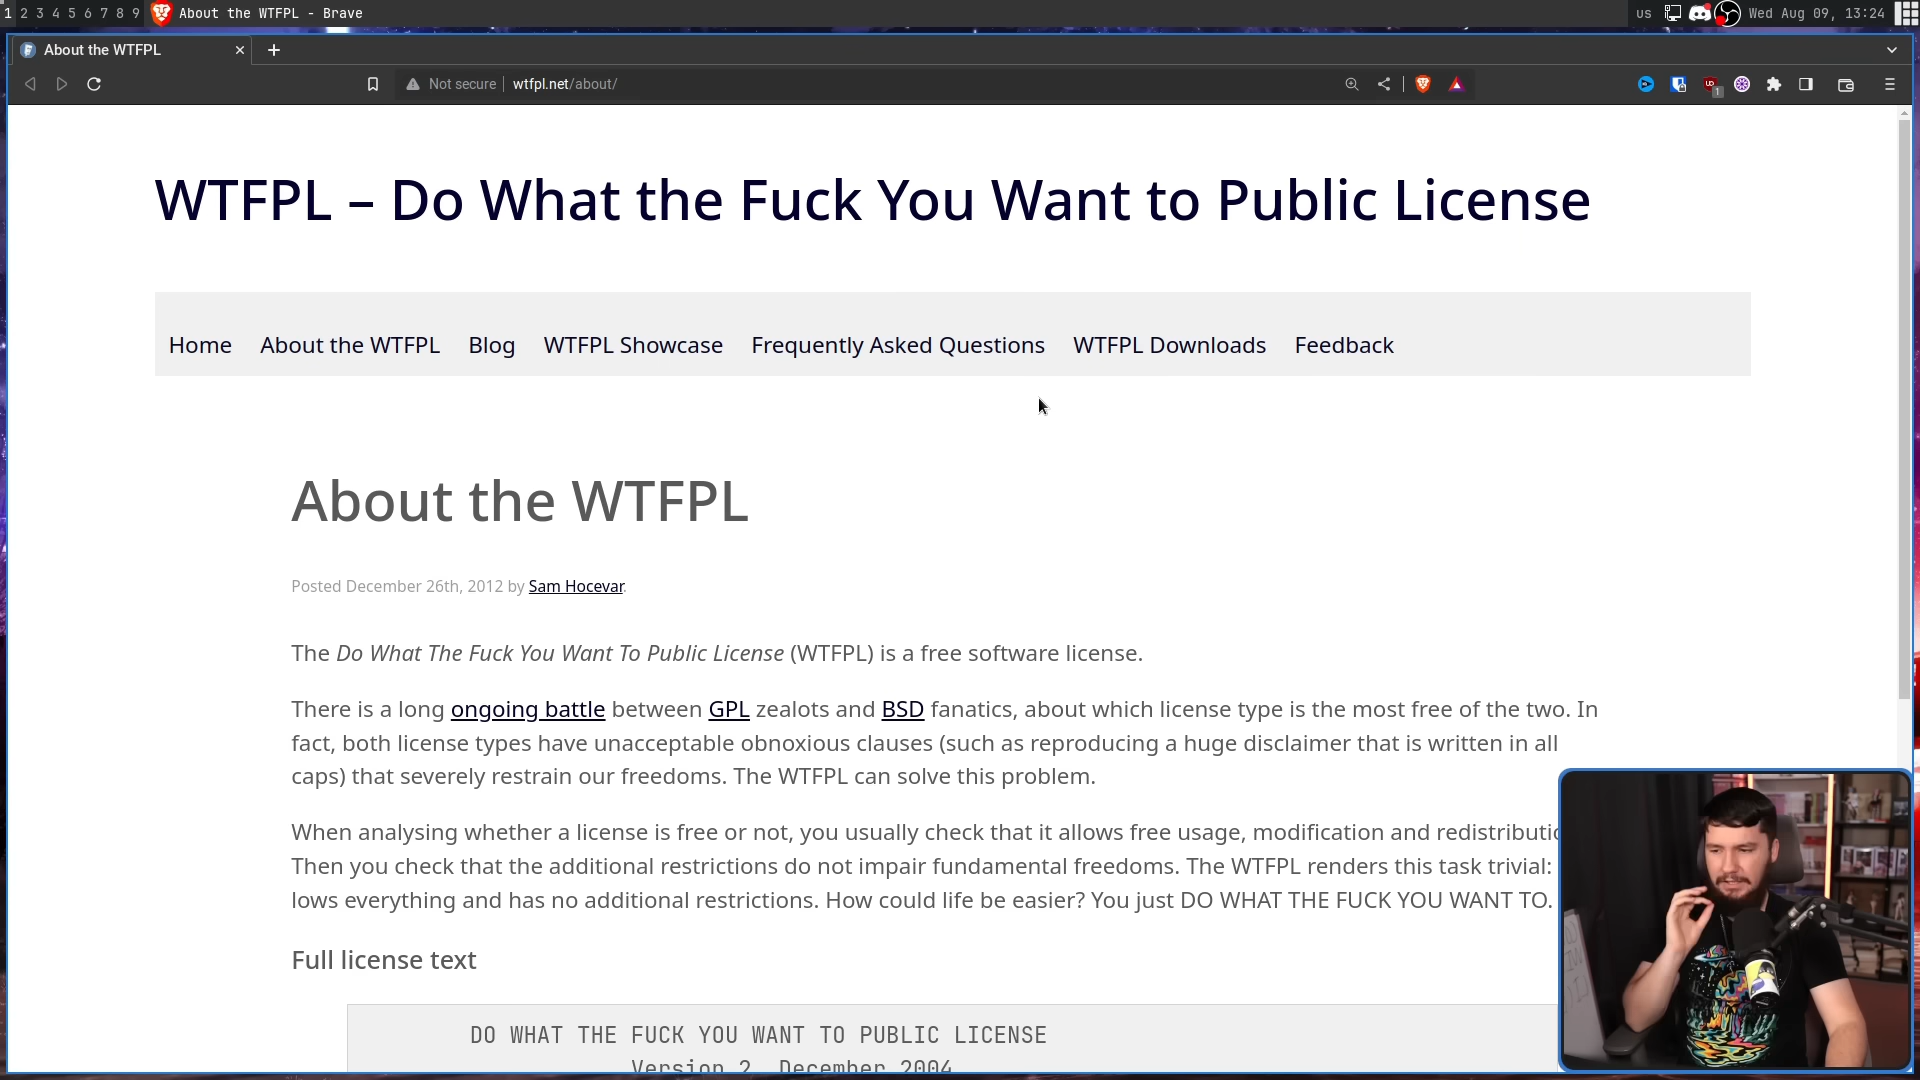 1 2 3 4 5 6 7 8 9 About the WTFPL - Brave us Wed Aug 09, 13:24
About the WTFPL
Not secure wtfpl.net/about/
1
WTFPL – Do What the Fuck You Want to Public License
Home About the WTFPL Blog WTFPL Showcase Frequently Asked Questions WTFPL Downloads Feedback
About the WTFPL
Posted December 26th, 2012 by Sam Hocevar.
The Do What The Fuck You Want To Public License (WTFPL) is a free software license.
There is a long ongoing battle between GPL zealots and BSD fanatics, about which license type is the most free of the two. In
fact, both license types have unacceptable obnoxious clauses (such as reproducing a huge disclaimer that is written in all
caps) that severely restrain our freedoms. The WTFPL can solve this problem.
When analysing whether a license is free or not, you usually check that it allows free usage, modification and redistributio
Then you check that the additional restrictions do not impair fundamental freedoms. The WTFPL renders this task trivial:
lows everything and has no additional restrictions. How could life be easier? You just DO WHAT THE FUCK YOU WANT TO.
Full license text
DO WHAT THE FUCK YOU WANT TO PUBLIC LICENSE
Version 2, December 2004